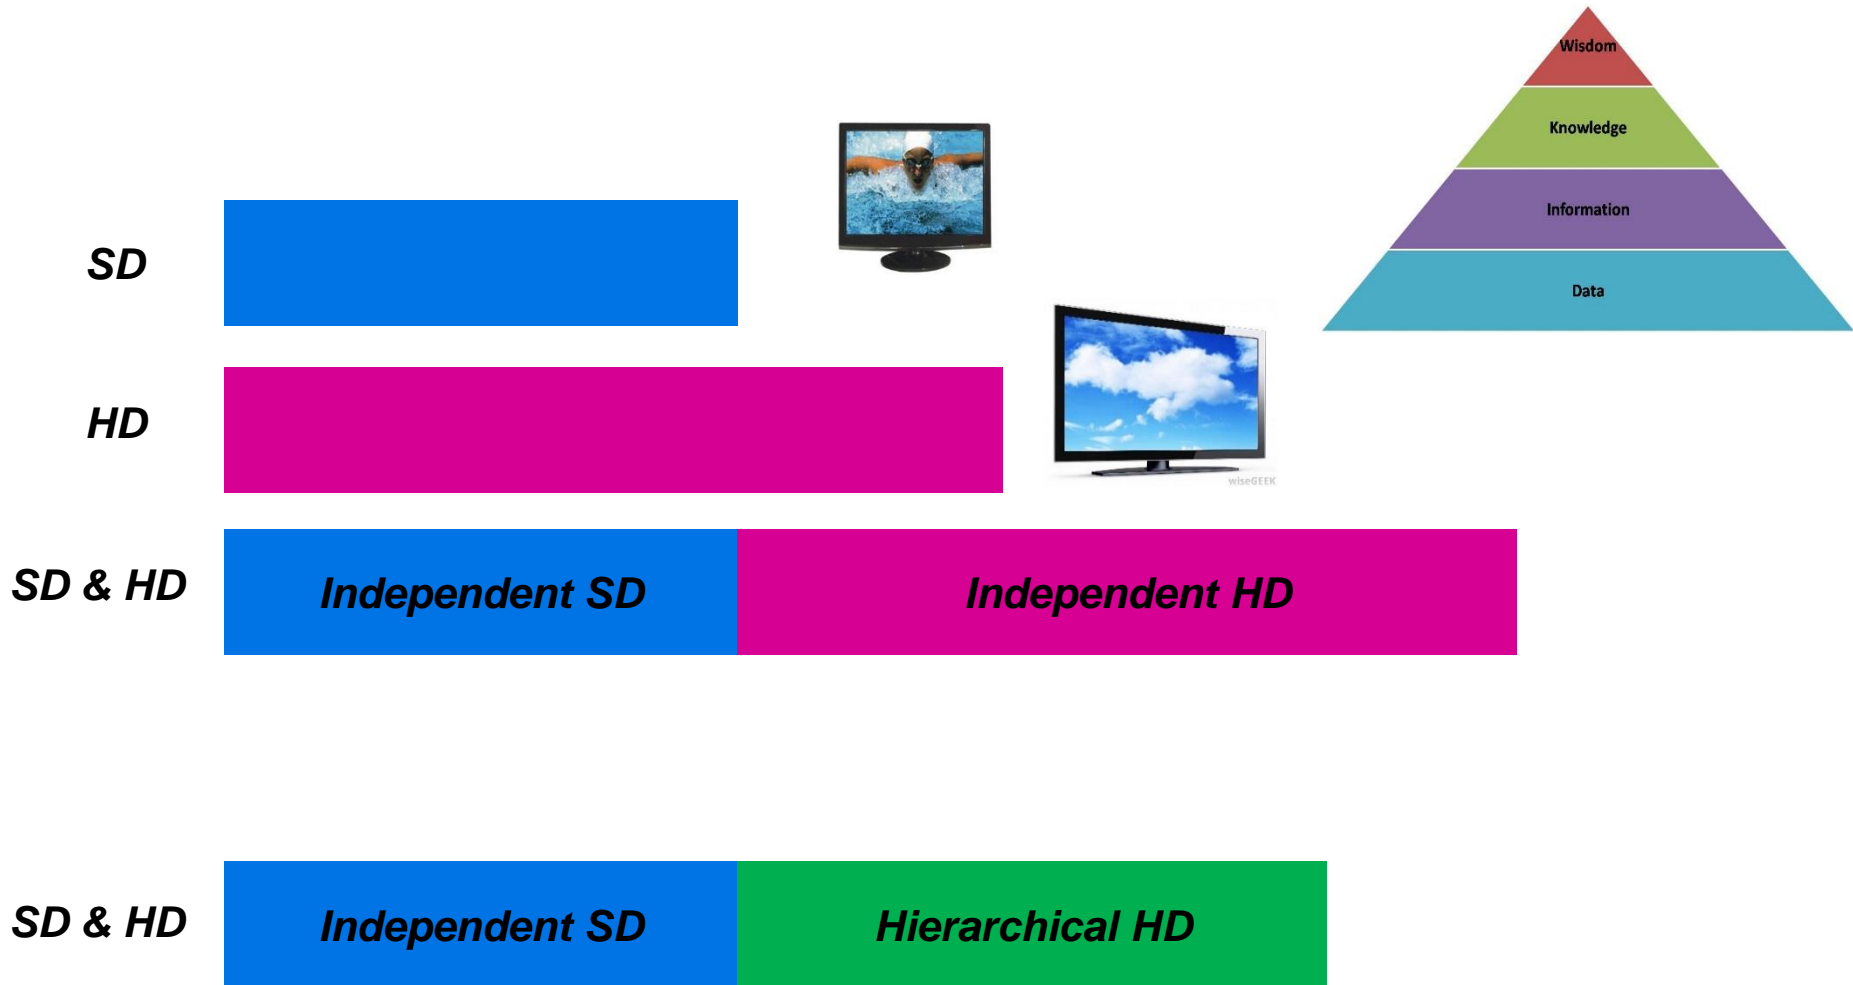 Wisdom
Knowledge
Information
Data
SD
HD
wiseGEEK
SD & HD
Independent SD
Independent HD
SD & HD
Independent SD
Hierarchical HD